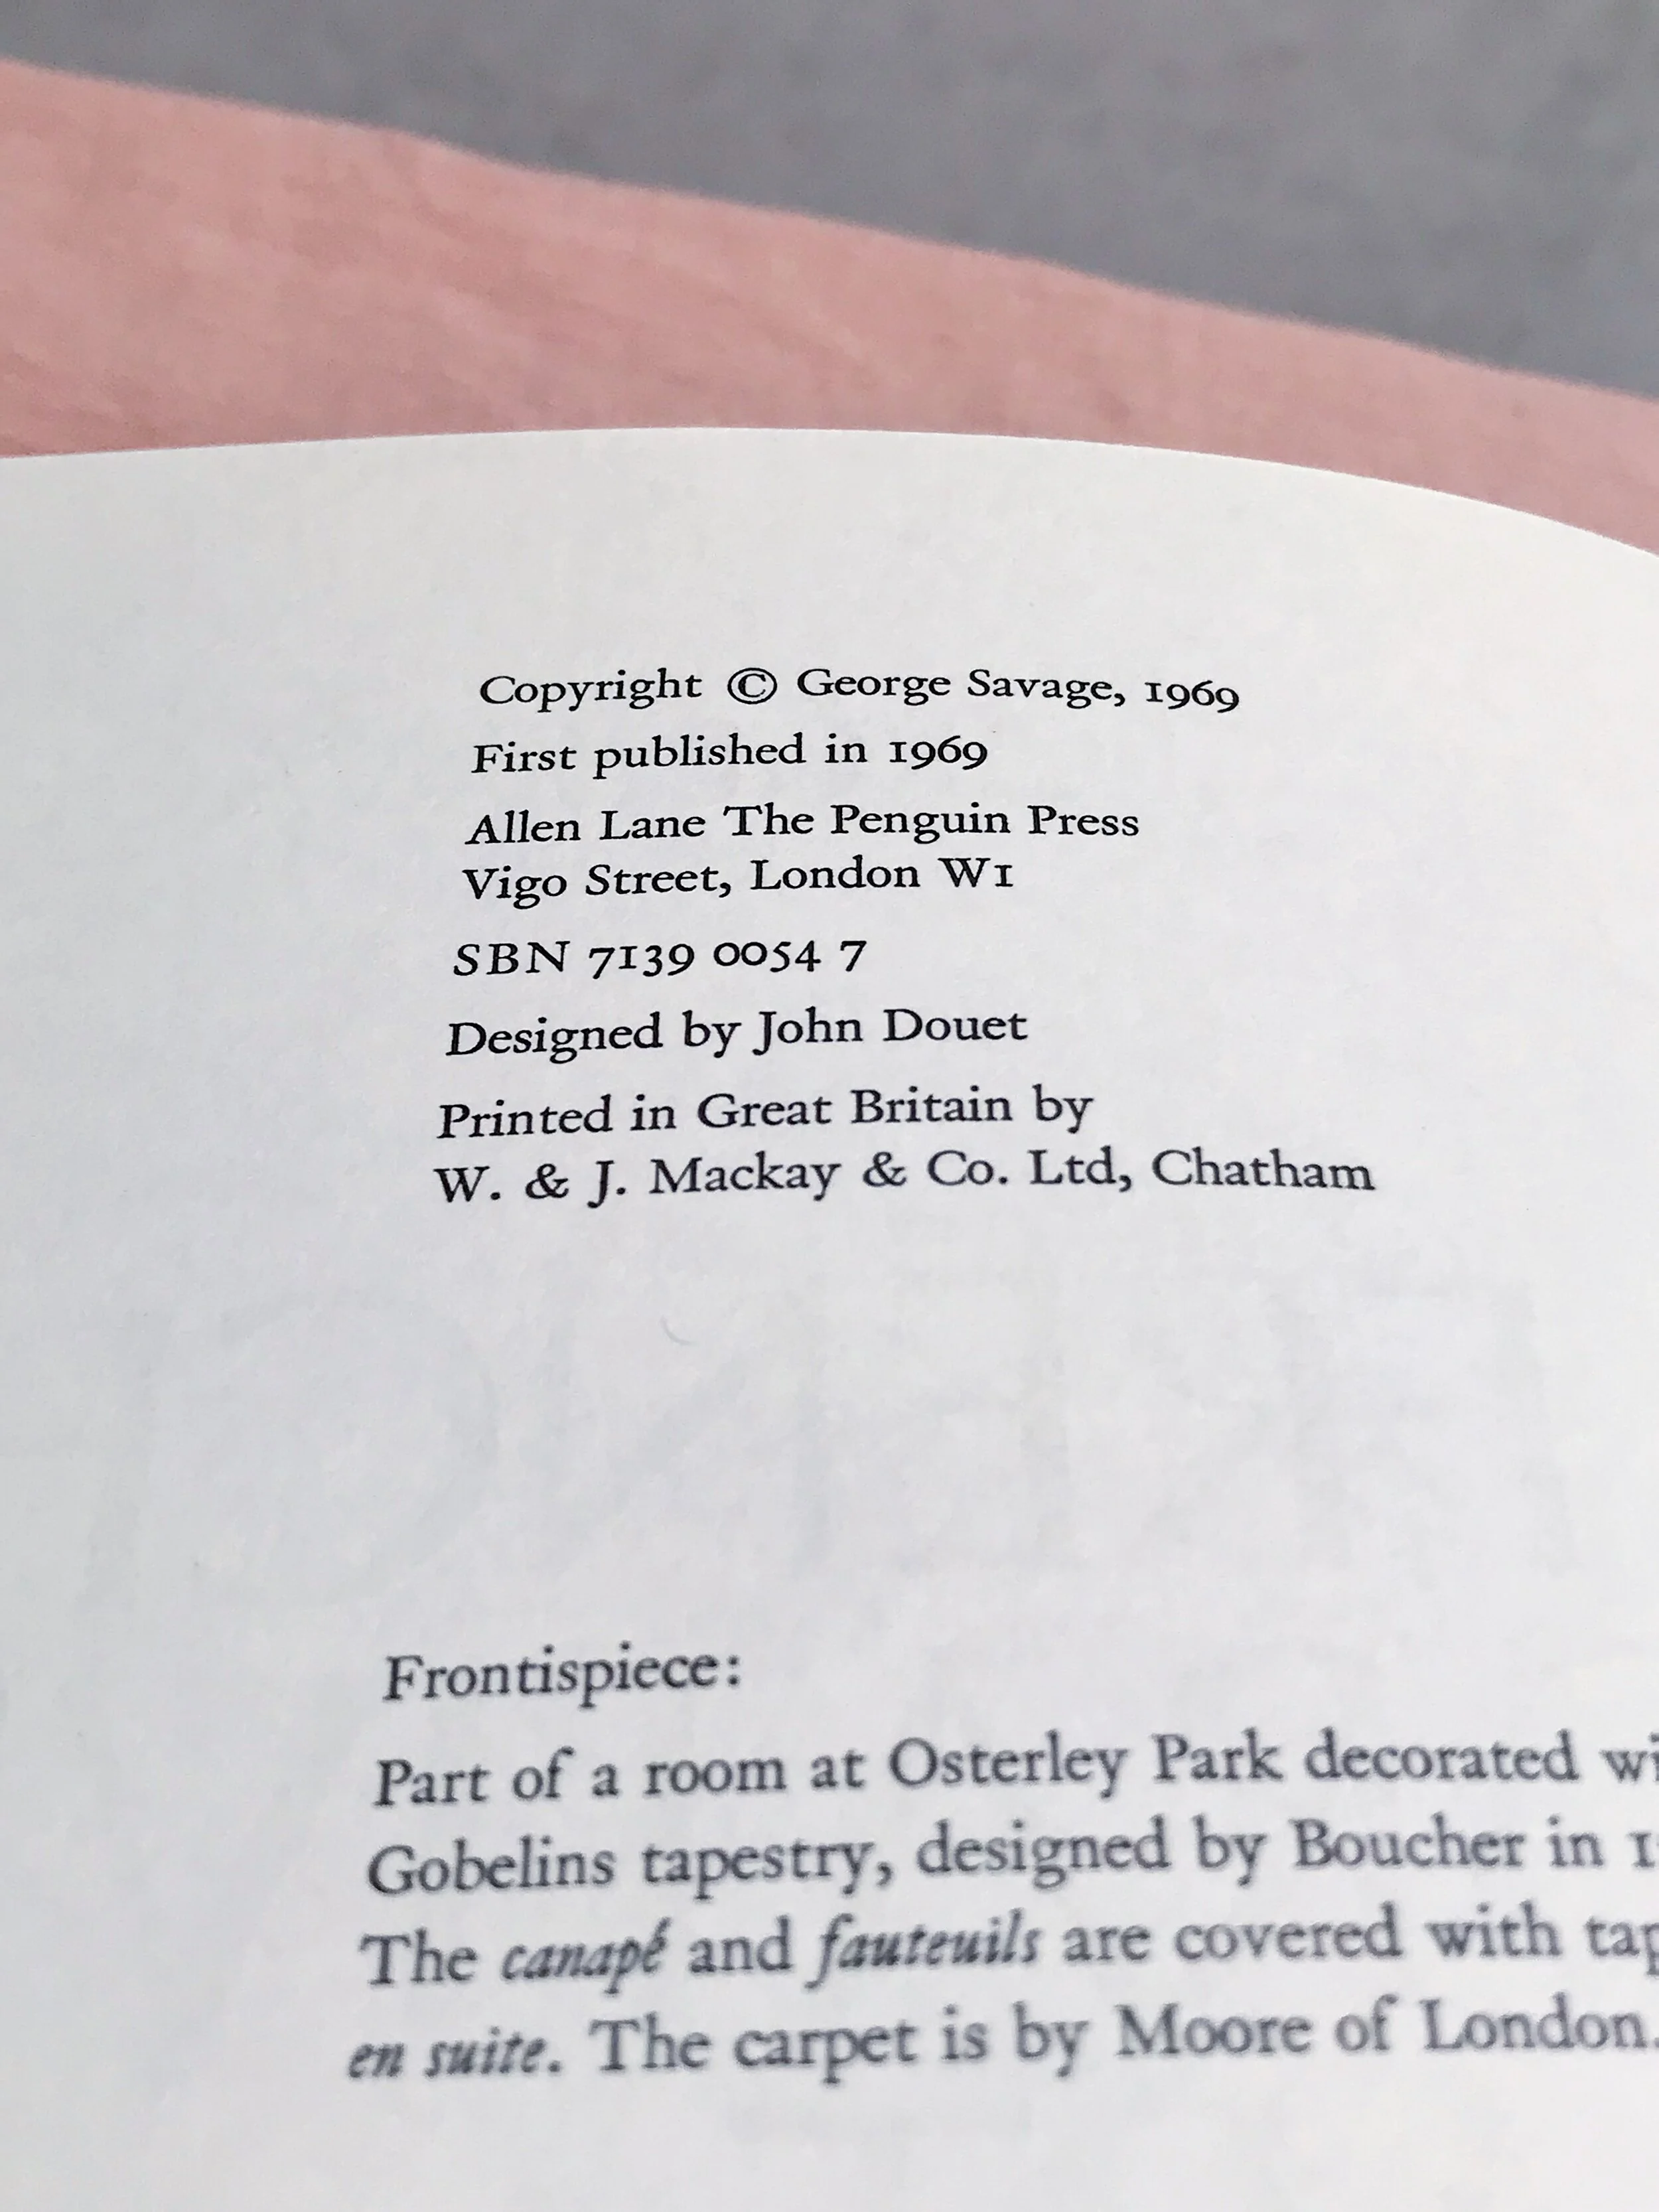 Copyright © George Savage, 1969
First published in 1969
Allen Lane The Penguin Press
Vigo Street, London W1
SBN 7139 0054 7
Designed by John Douet
Printed in Great Britain by
W. & J. Mackay & Co. Ltd, Chatham
Frontispiece:
Part of a room at Osterley Park decorated
Gobelins tapestry, designed by Boucher in
The canapé and fauteuils are covered with
en suite. The carpet is by Moore of London.